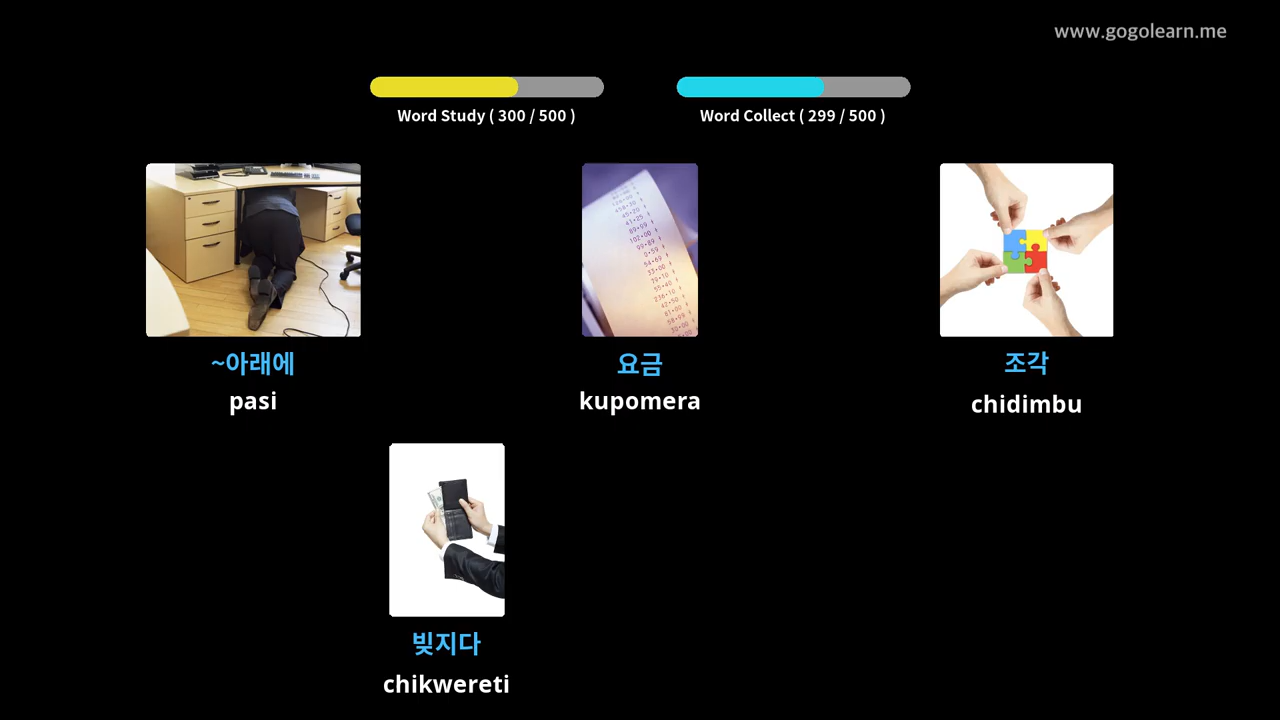 www.gogolearn.me
Word Study ( 300 / 500 )
Word Collect ( 299 / 500 )
~아래에
pasi
요금
kupomera
조각
chidimbu
빚지다
chikwereti